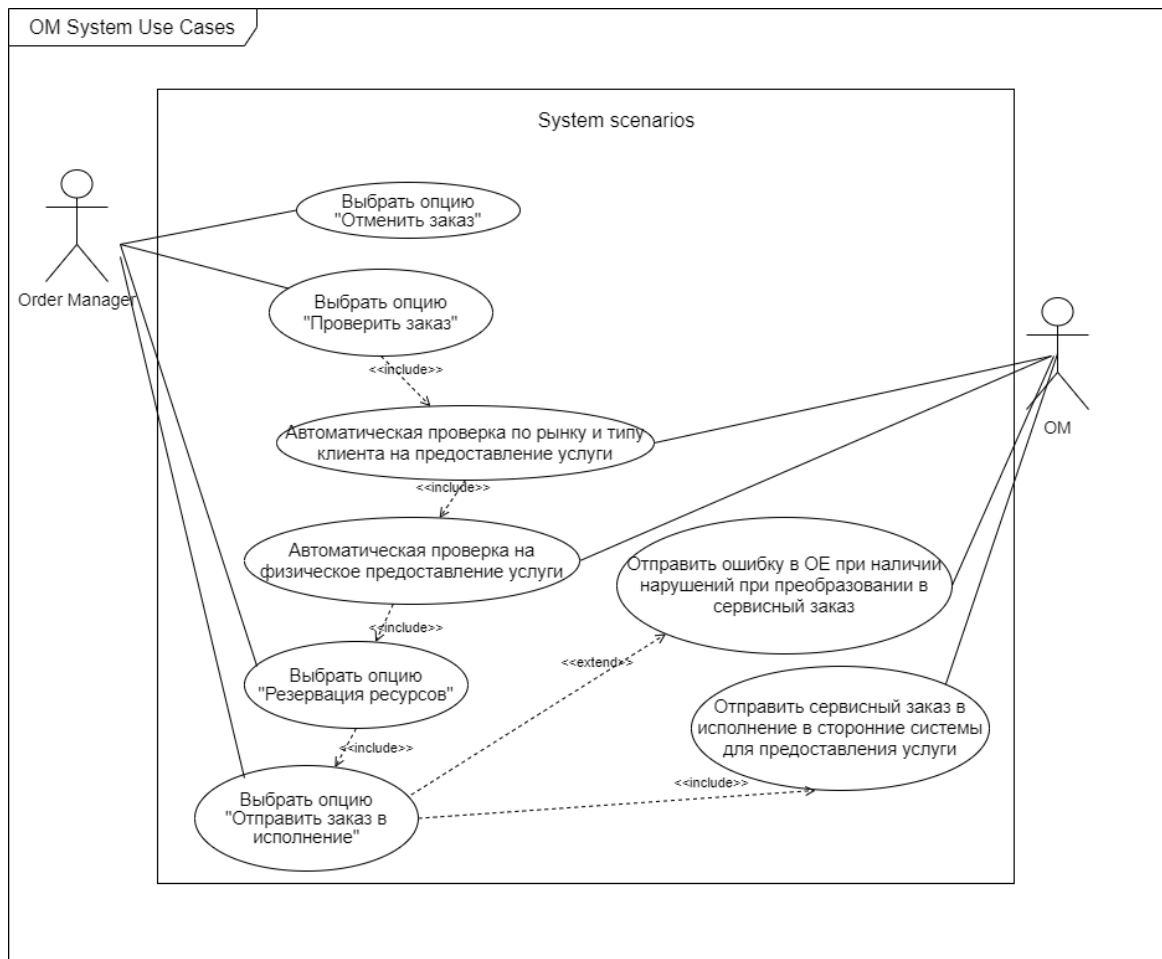 OM System Use Cases
System scenarios
Выбрать опцию
"Отменить заказ"
Order Manager
Выбрать опцию
"Проверить заказ"
<<include>>
Автоматическая проверка по рынку и типу
клиента на предоставление услуги
OM
<<include>>
Автоматическая проверка на
физическое предоставление услуги
Отправить ошибку в ОЕ при наличии
нарушений при преобразовании в
сервисный заказ
<<include>>
<<extend>>
Выбрать опцию
"Резервация ресурсов"
Отправить сервисный заказ в
исполнение в сторонние системы
для предоставления услуги
<<include>>
<<include>>
Выбрать опцию
"Отправить заказ в
исполнение"